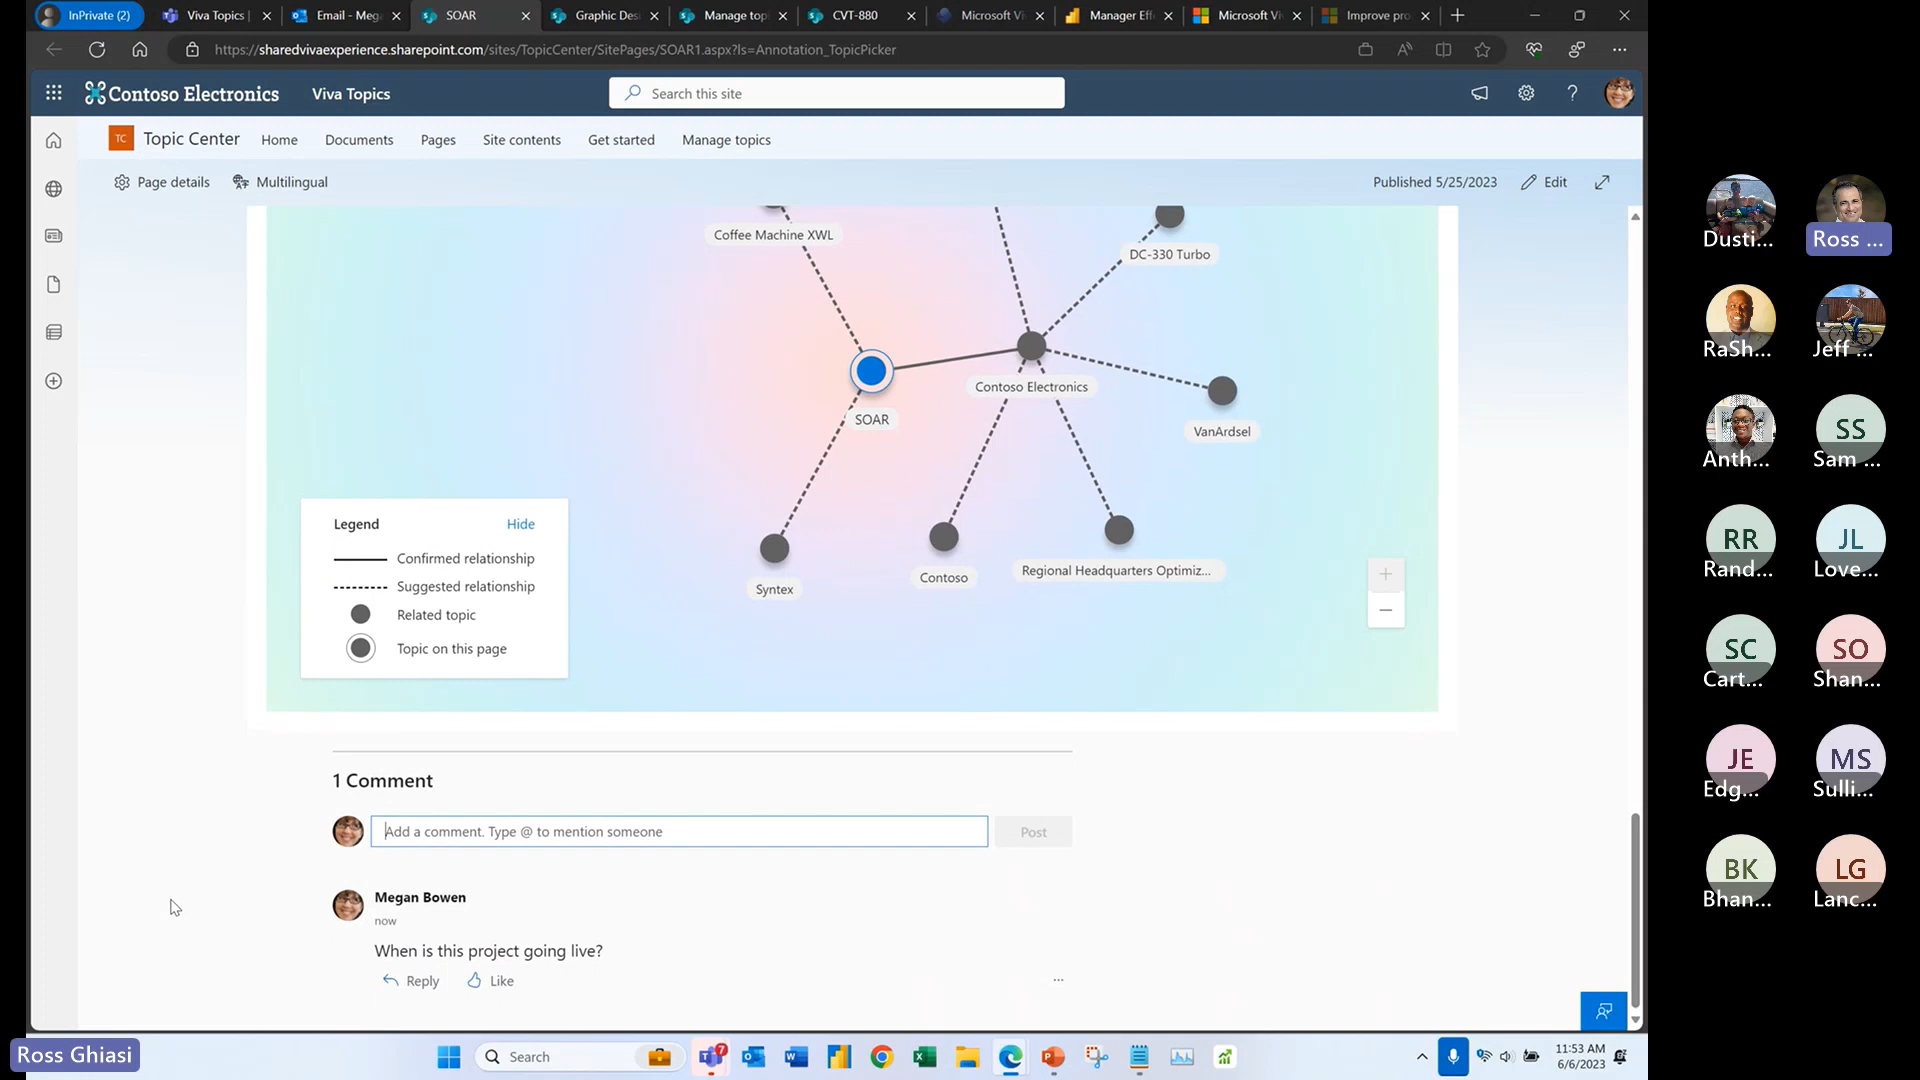 InPrivate (2)
Viva Topics |
Email - Mega
SOAR
Graphic Des
Manage top
CVT-880
Microsoft Vi
Manager Eff
Microsoft Vi
Improve pro
https://sharedvivaexperience.sharepoint.com/sites/TopicCenter/SitePages/SOAR1.aspx?ls=Annotation_TopicPicker
Contoso Electronics
Viva Topics
Search this site
TC
Topic Center
Home
Documents
Pages
Site contents
Get started
Manage topics
Page details
Multilingual
Published 5/25/2023
Edit
Coffee Machine XWL
DC-330 Turbo
Contoso Electronics
SOAR
VanArdsel
Syntex
Contoso
Regional Headquarters Optimiz...
Legend
Hide
Confirmed relationship
Suggested relationship
Related topic
Topic on this page
1 Comment
Add a comment. Type @ to mention someone
Post
Megan Bowen
now
When is this project going live?
Reply
Like
Dusti...
Ross ...
RaSh...
Jeff ...
Anth...
SS
Sam ...
RR
Rand...
JL
Love...
SC
Cart...
SO
Shan...
JE
Edg...
MS
Sulli...
BK
Bhan...
LG
Lanc...
Ross Ghiasi
Search
7
11:53 AM
6/6/2023